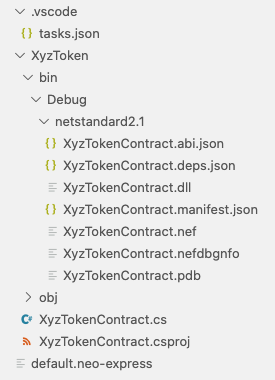 .vscode
tasks.json
XyzToken
bin
Debug
netstandard2.1
XyzTokenContract.abi.json
XyzTokenContract.deps.json
XyzTokenContract.dll
XyzTokenContract.manifest.json
XyzTokenContract.nef
XyzTokenContract.nefdbgnfo
XyzTokenContract.pdb
obj
XyzTokenContract.cs
XyzTokenContract.csproj
default.neo-express